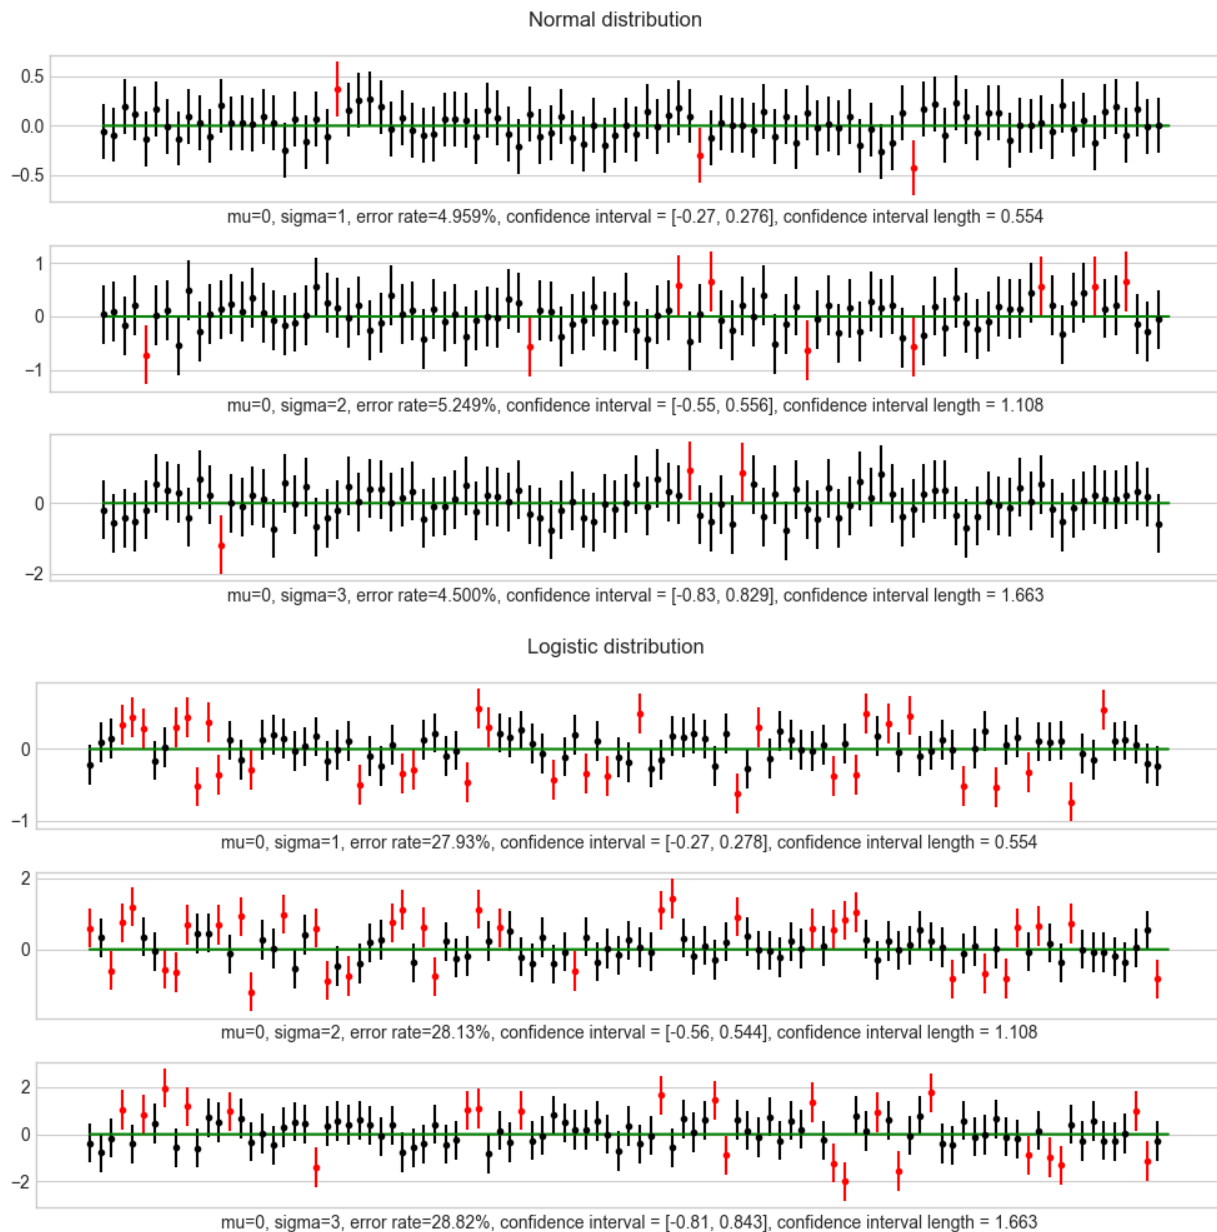 Normal distribution
0.5
0.0
−0.5
mu=0, sigma=1, error rate=4.959%, confidence interval = [-0.27, 0.276], confidence interval length = 0.554
1
0
−1
mu=0, sigma=2, error rate=5.249%, confidence interval = [-0.55, 0.556], confidence interval length = 1.108
0
−2
mu=0, sigma=3, error rate=4.500%, confidence interval = [-0.83, 0.829], confidence interval length = 1.663
Logistic distribution
0
−1
mu=0, sigma=1, error rate=27.93%, confidence interval = [-0.27, 0.278], confidence interval length = 0.554
2
0
mu=0, sigma=2, error rate=28.13%, confidence interval = [-0.56, 0.544], confidence interval length = 1.108
2
0
−2
mu=0, sigma=3, error rate=28.82%, confidence interval = [-0.81, 0.843], confidence interval length = 1.663